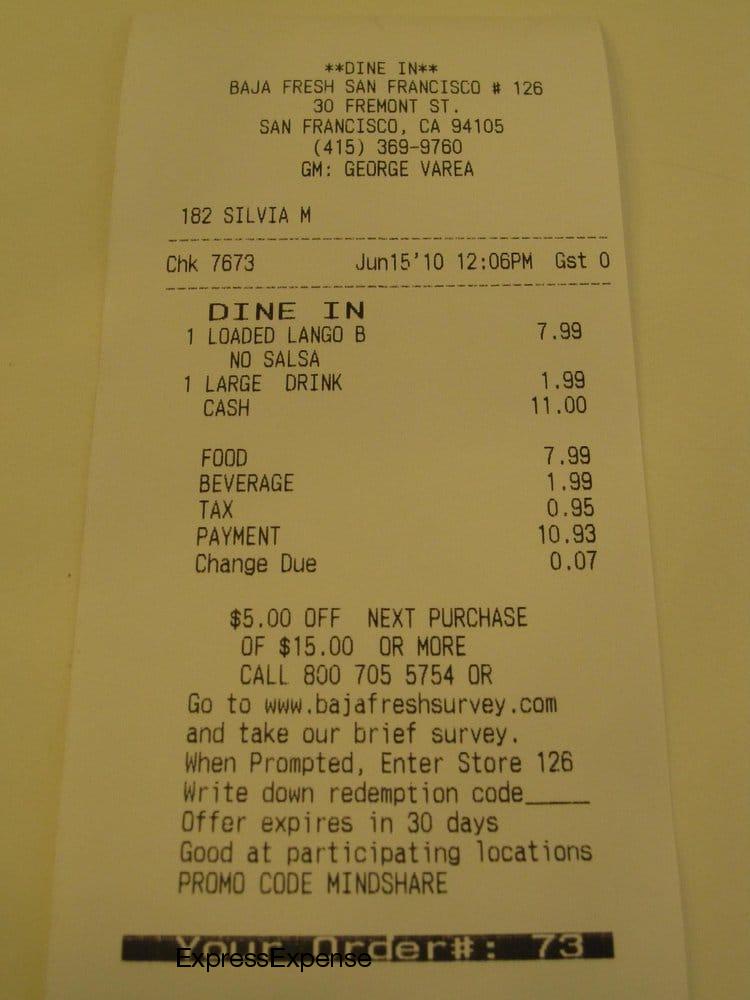 **DINE IN**
BAJA FRESH SAN FRANCISCO # 126
30 FREMONT ST.
SAN FRANCISCO, CA 94105
(415) 369-9760
GM: GEORGE VAREA
182 SILVIA M
Chk 7673 Jun15'10 12:06PM Gst 0
DINE IN
1 LOADED LANGO B 7.99
NO SALSA
1 LARGE DRINK 1.99
CASH 11.00
FOOD 7.99
BEVERAGE 1.99
TAX 0.95
PAYMENT 10.93
Change Due 0.07
$5.00 OFF NEXT PURCHASE
OF $15.00 OR MORE
CALL 800 705 5754 OR
Go to www.bajafreshsurvey.com
and take our brief survey.
When Prompted, Enter Store 126
Write down redemption code_____
Offer expires in 30 days
Good at participating locations
PROMO CODE MINDSHARE
Your Order#: 73
ExpressExpense